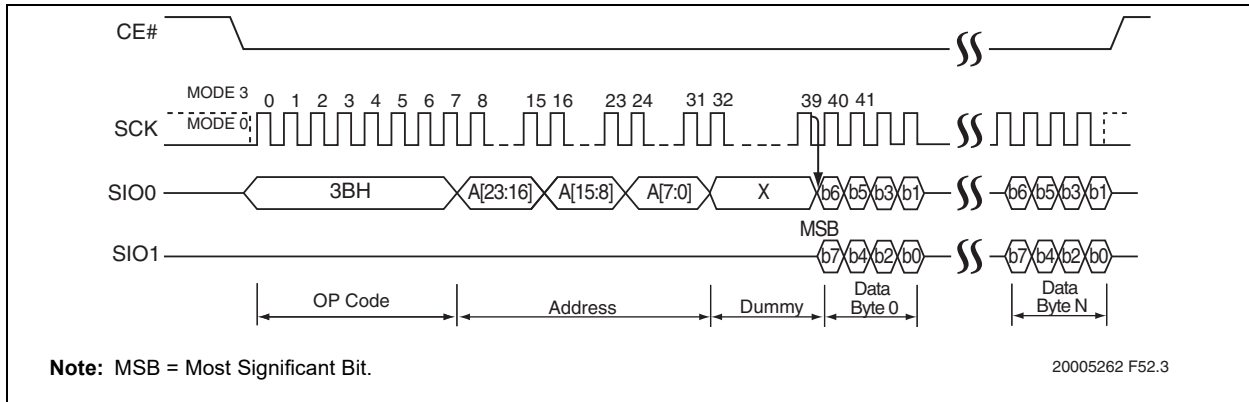 CE#
MODE 3
0 1 2 3 4 5 6 7 8 15 16 23 24 31 32 39 40 41
SCK MODE 0
SIO0 3BH A[23:16] A[15:8] A[7:0] X b6 b5 b3 b1 b6 b5 b3 b1
MSB
SIO1 b7 b4 b2 b0 b7 b4 b2 b0
OP Code Address Dummy Data Byte 0 Data Byte N
Note: MSB = Most Significant Bit.
20005262 F52.3